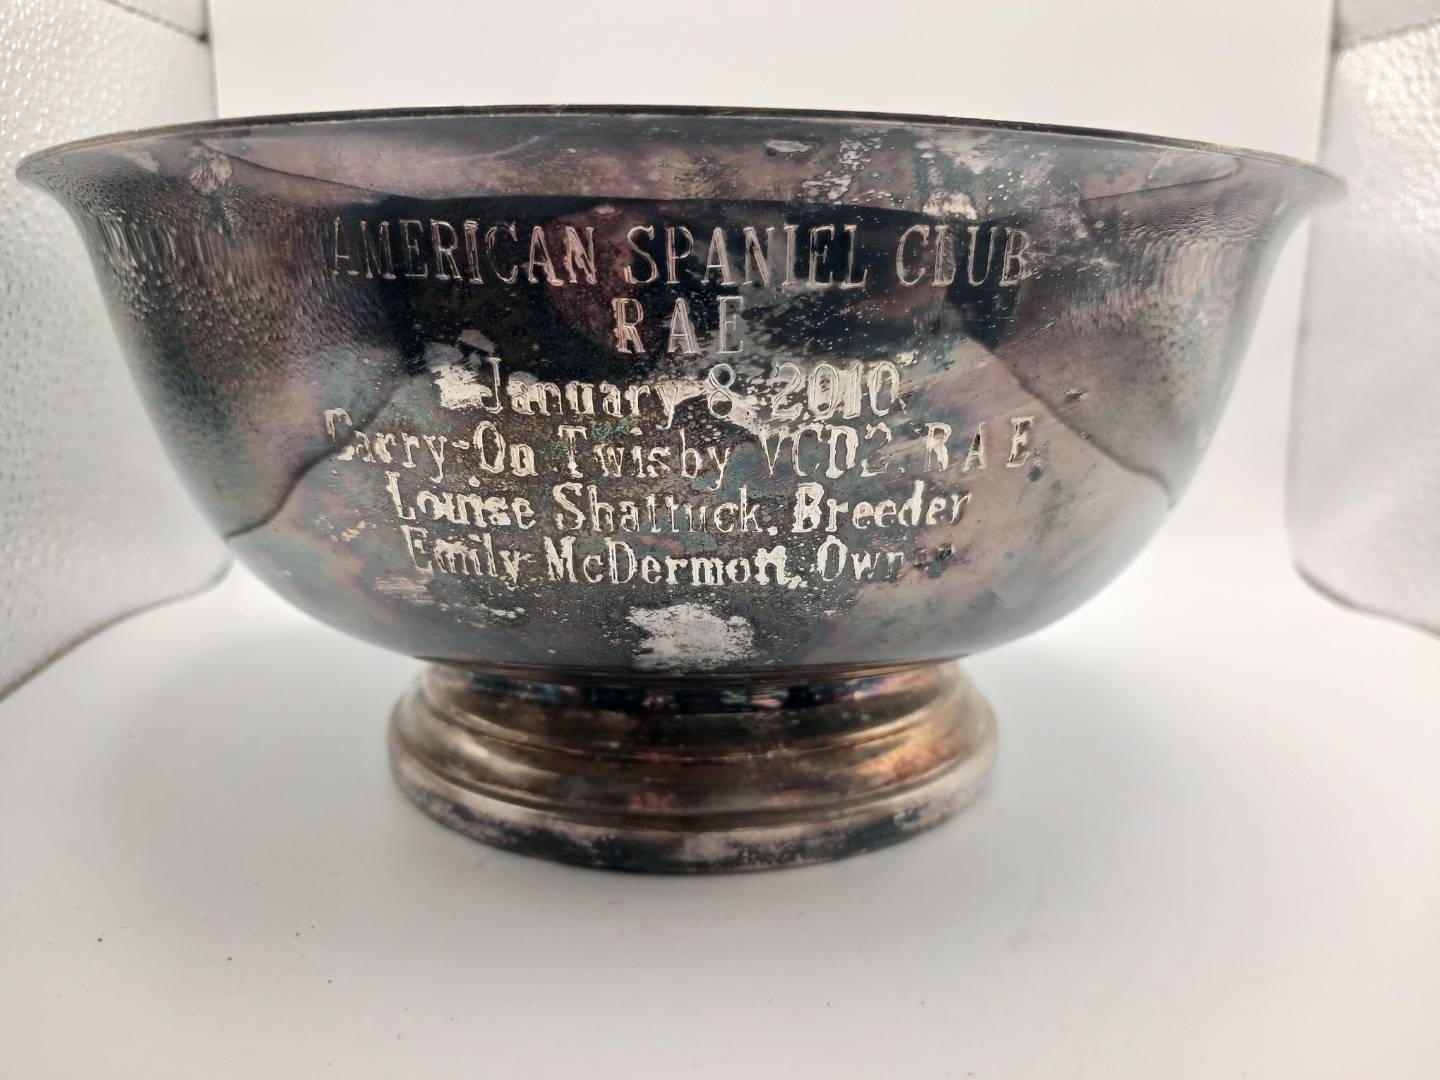 AMERICAN SPANIEL CLUB
RAE
January 8, 2010
Carry-On Twisby VCD2, RAE
Louise Shattuck, Breeder
Emily McDermott, Owner